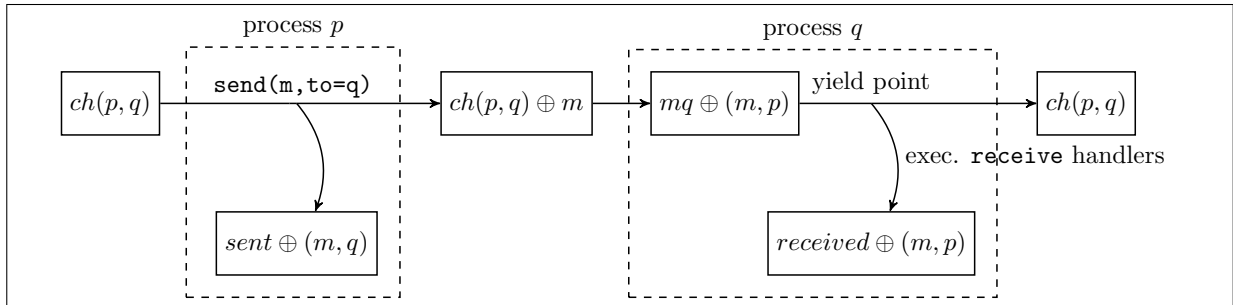 process p
process q
ch(p, q)
send(m,to=q)
ch(p, q) ⊕ m
mq ⊕ (m, p)
yield point
ch(p, q)
exec. receive handlers
sent ⊕ (m, q)
received ⊕ (m, p)